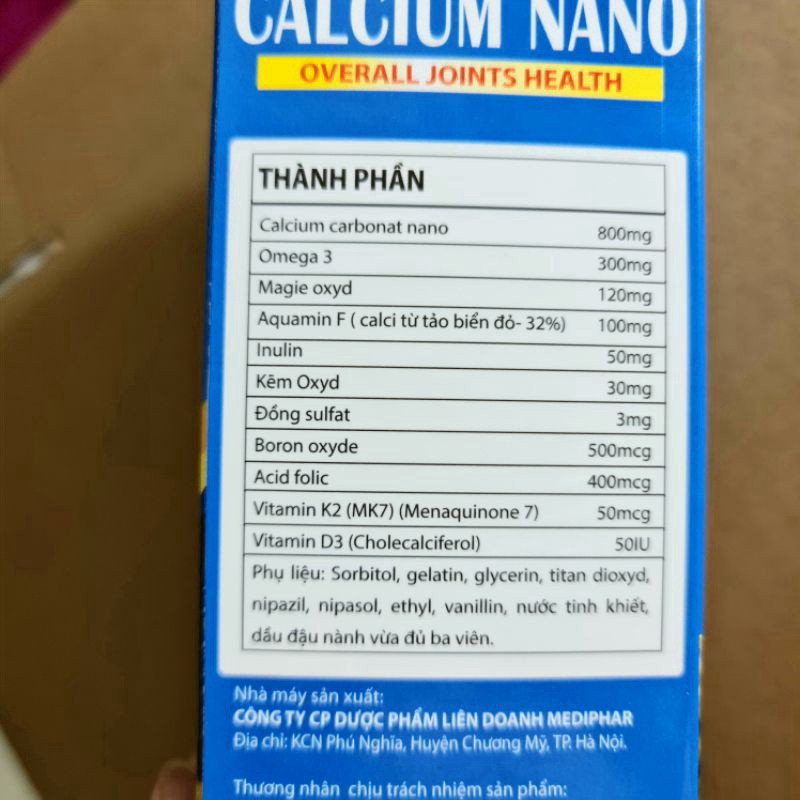 CALCIUM NANO
OVERALL JOINTS HEALTH
THÀNH PHẦN
Calcium carbonat nano 800mg
Omega 3 300mg
Magie oxyd 120mg
Aquamin F ( calci từ tảo biển đỏ- 32%) 100mg
Inulin 50mg
Kẽm Oxyd 30mg
Đồng sulfat 3mg
Boron oxyde 500mcg
Acid folic 400mcg
Vitamin K2 (MK7) (Menaquinone 7) 50mcg
Vitamin D3 (Cholecalciferol) 50IU
Phụ liệu: Sorbitol, gelatin, glycerin, titan dioxyd,
nipazil, nipasol, ethyl, vanillin, nước tinh khiết,
dầu đậu nành vừa đủ ba viên.
Nhà máy sản xuất:
CÔNG TY CP DƯỢC PHẨM LIÊN DOANH MEDIPHAR
Địa chỉ: KCN Phú Nghĩa, Huyện Chương Mỹ, TP. Hà Nội.
Thương nhân chịu trách nhiệm sản phẩm: